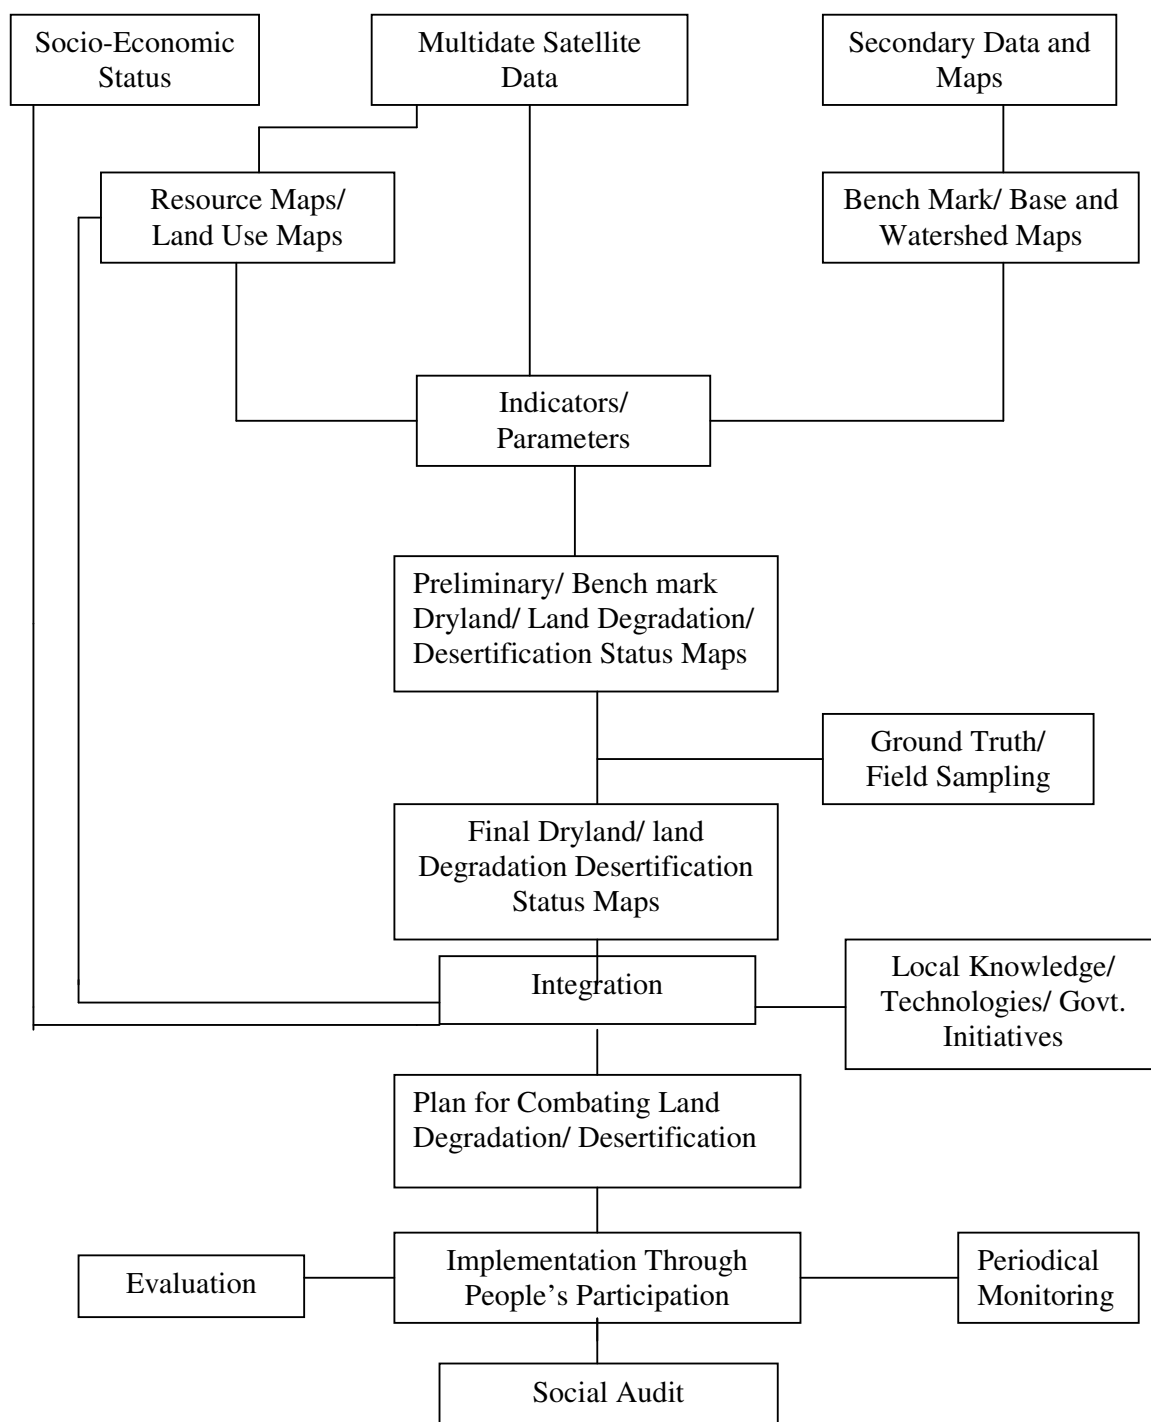 Socio-Economic
Status
Multidate Satellite
Data
Secondary Data and
Maps
Resource Maps/
Land Use Maps
Bench Mark/ Base and
Watershed Maps
Indicators/
Parameters
Preliminary/ Bench mark
Dryland/ Land Degradation/
Desertification Status Maps
Ground Truth/
Field Sampling
Final Dryland/ land
Degradation Desertification
Status Maps
Integration
Local Knowledge/
Technologies/ Govt.
Initiatives
Plan for Combating Land
Degradation/ Desertification
Evaluation
Implementation Through
People’s Participation
Periodical
Monitoring
Social Audit